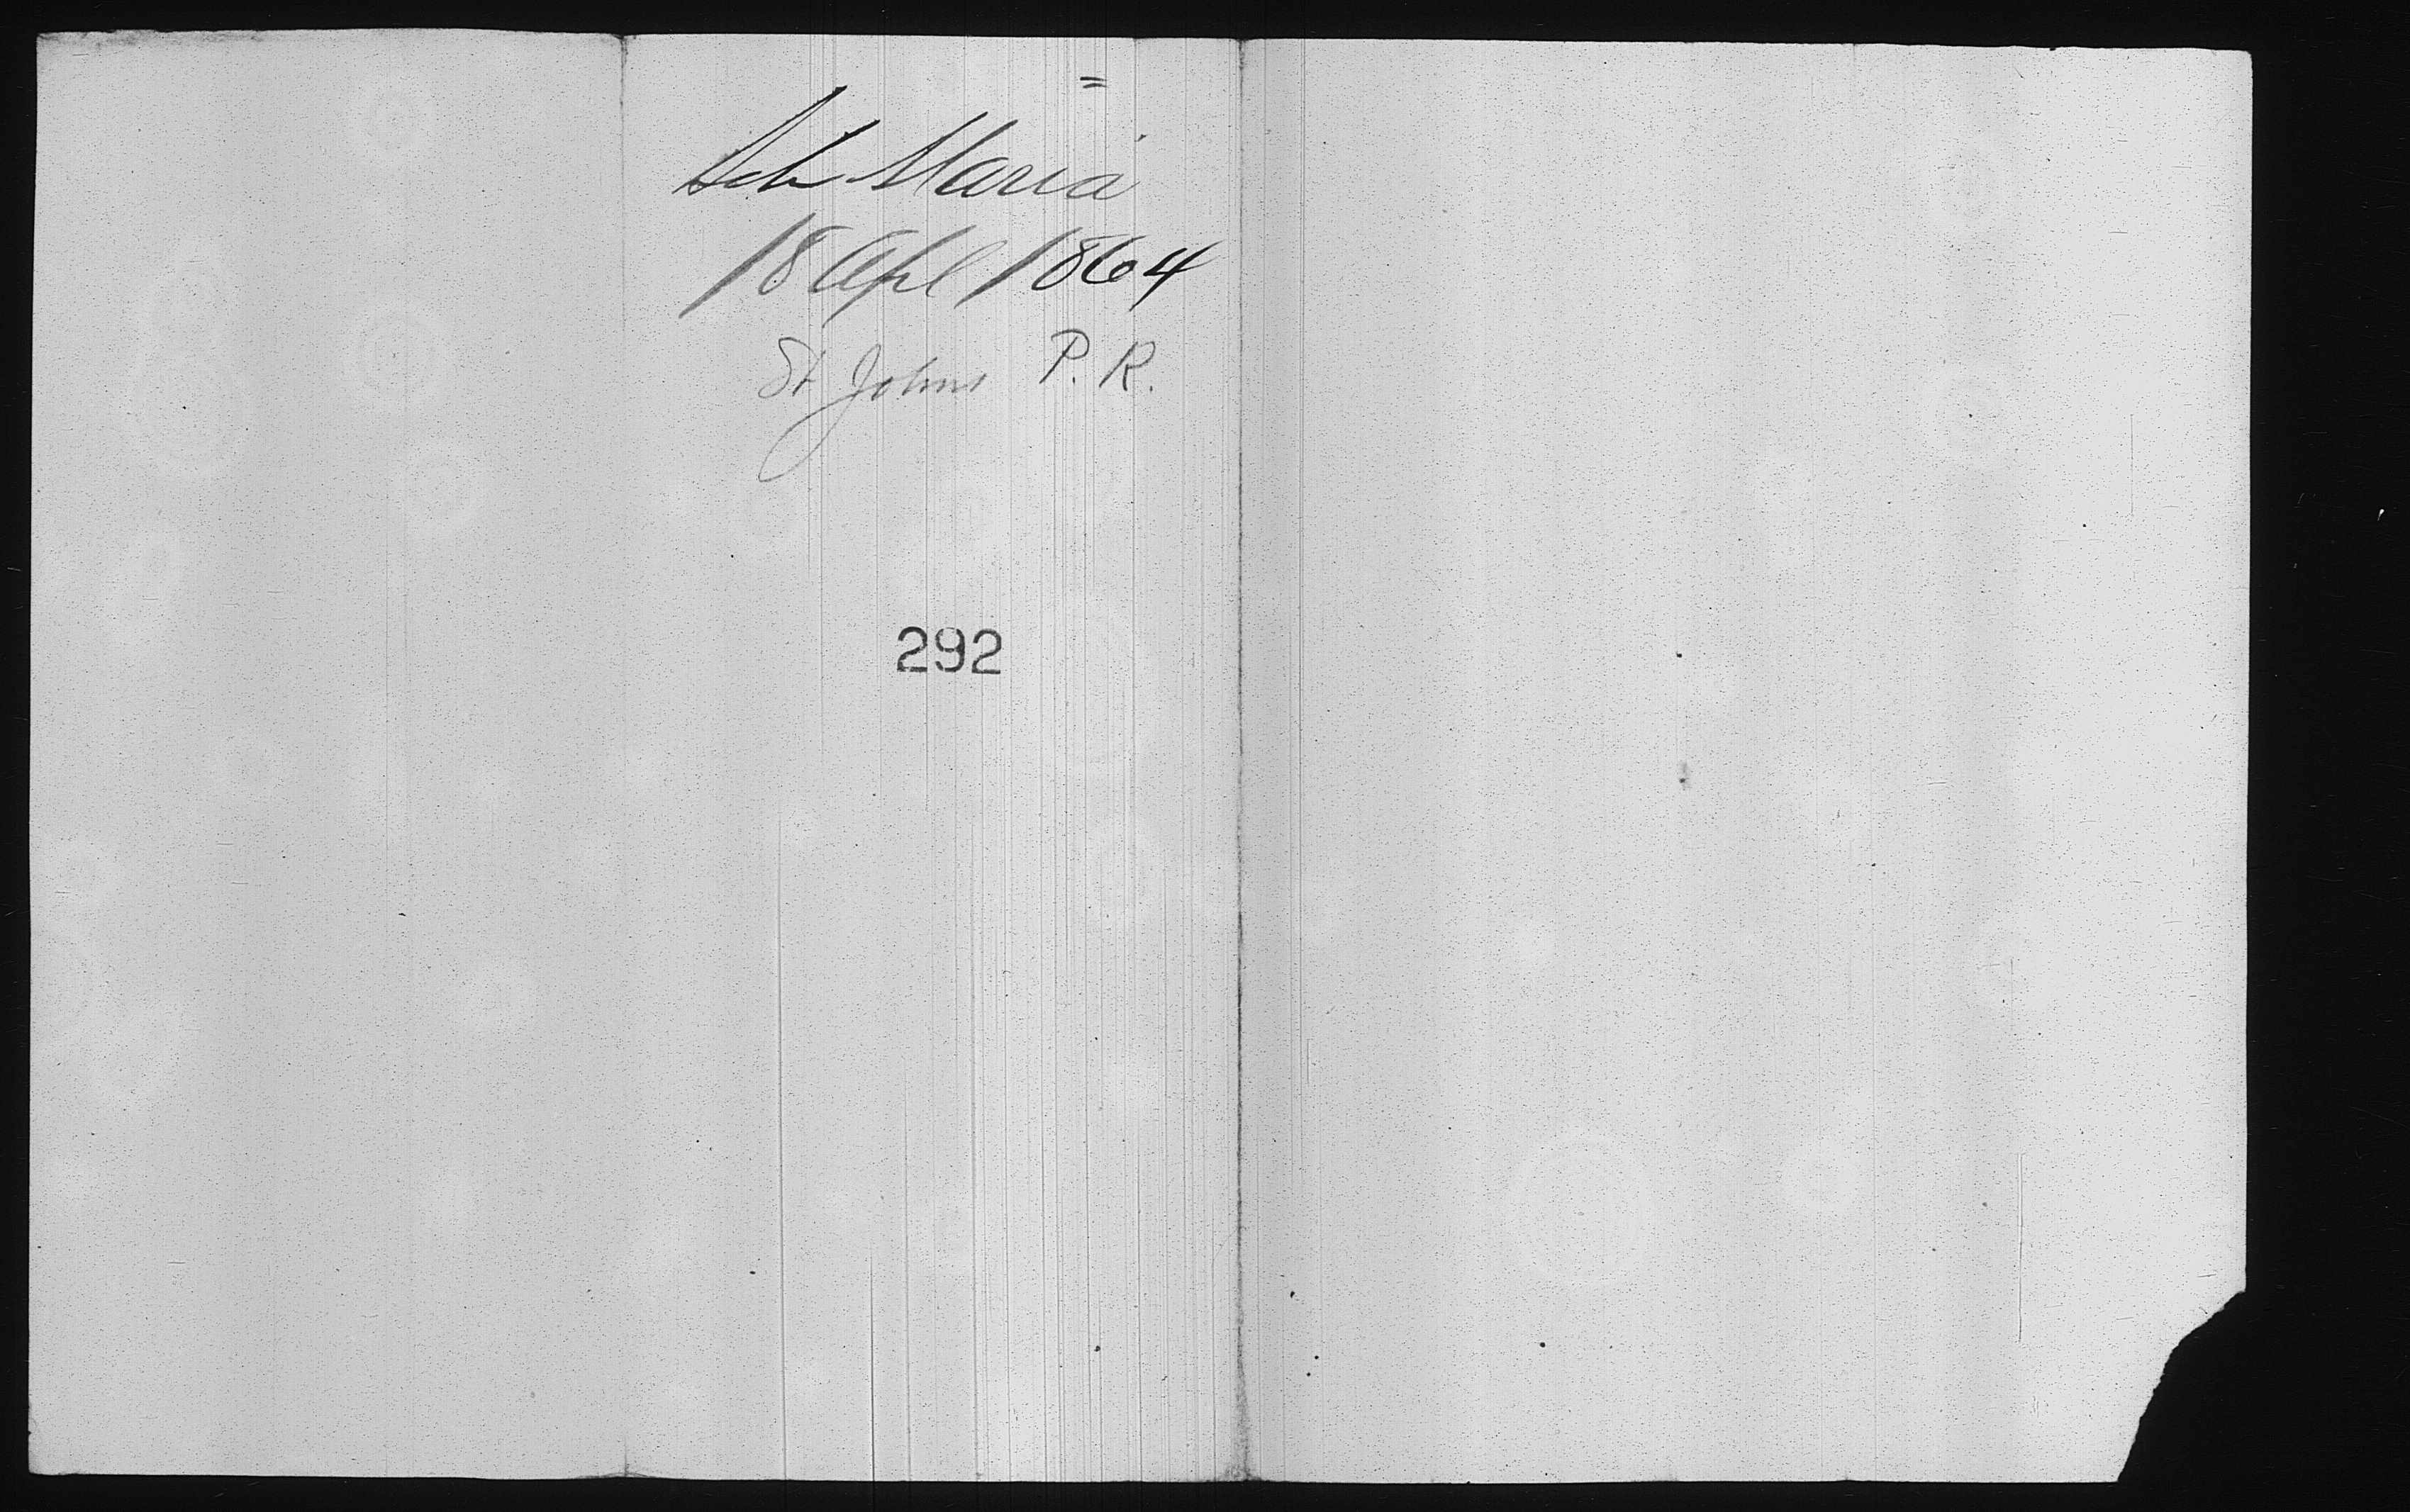 Sch Maria
18 Apl 1864
St Johns P. R.
292